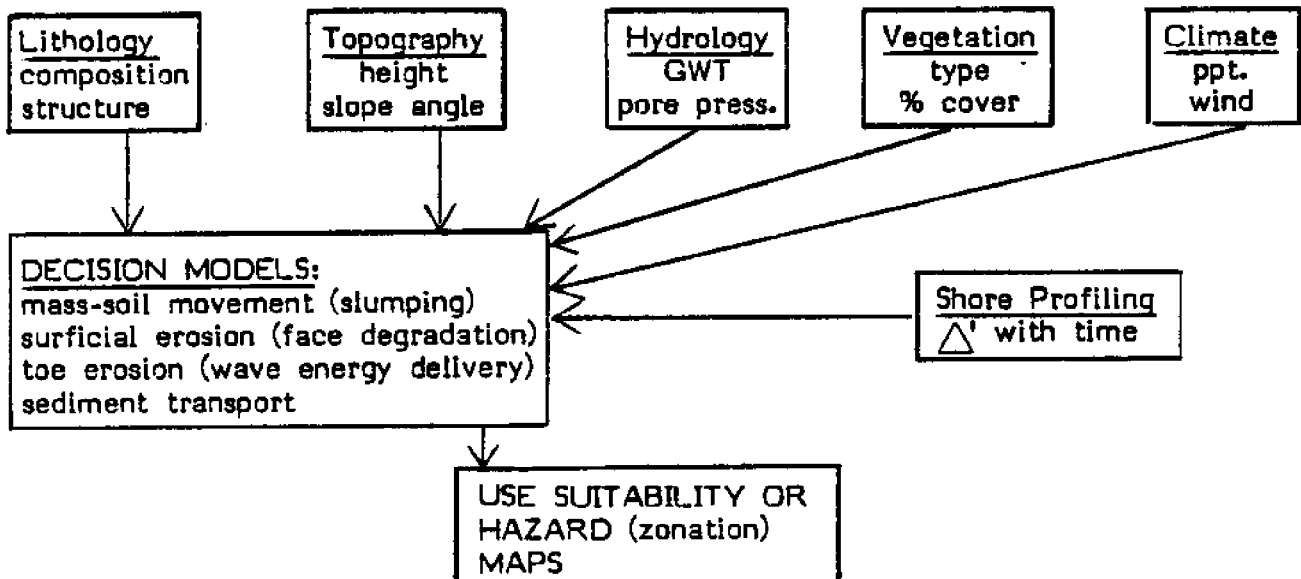 Lithology
composition
structure
Topography
height
slope angle
Hydrology
GWT
pore press.
Vegetation
type
% cover
Climate
ppt.
wind
DECISION MODELS:
mass-soil movement (slumping)
surficial erosion (face degradation)
toe erosion (wave energy delivery)
sediment transport
Shore Profiling
△' with time
USE SUITABILITY OR
HAZARD (zonation)
MAPS